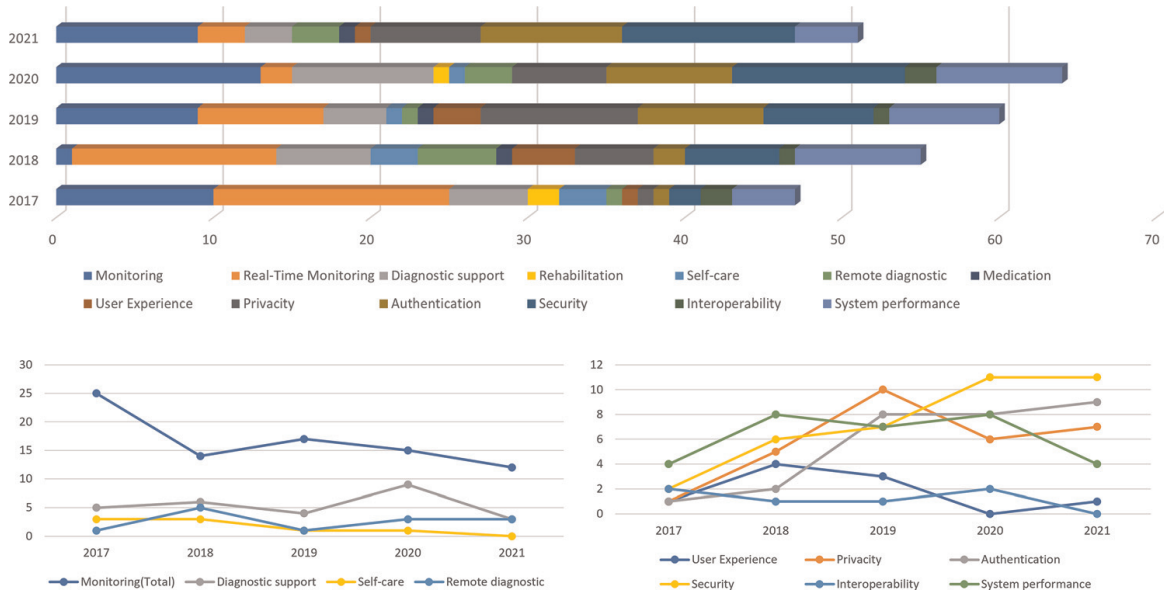 2021
2020
2019
2018
2017
0 10 20 30 40 50 60 70
Monitoring Real-Time Monitoring Diagnostic support Rehabilitation Self-care Remote diagnostic Medication
User Experience Privacity Authentication Security Interoperability System performance
30
25
20
15
10
5
0
2017 2018 2019 2020 2021
Monitoring(Total) Diagnostic support Self-care Remote diagnostic
12
10
8
6
4
2
0
2017 2018 2019 2020 2021
User Experience Privacity Authentication
Security Interoperability System performance